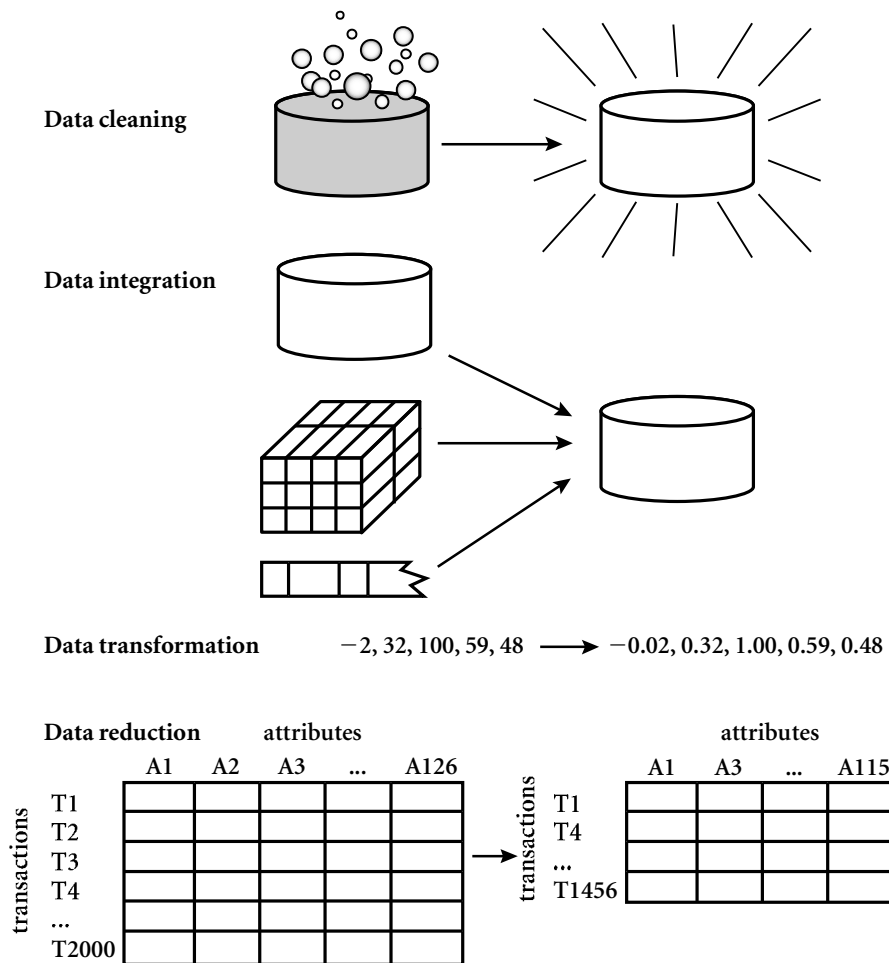 Data cleaning
Data integration
Data transformation −2, 32, 100, 59, 48 −0.02, 0.32, 1.00, 0.59, 0.48
Data reduction attributes
A1 A2 A3 ... A126
transactions
T1
T2
T3
T4
...
T2000
attributes
A1 A3 ... A115
transactions
T1
T4
...
T1456